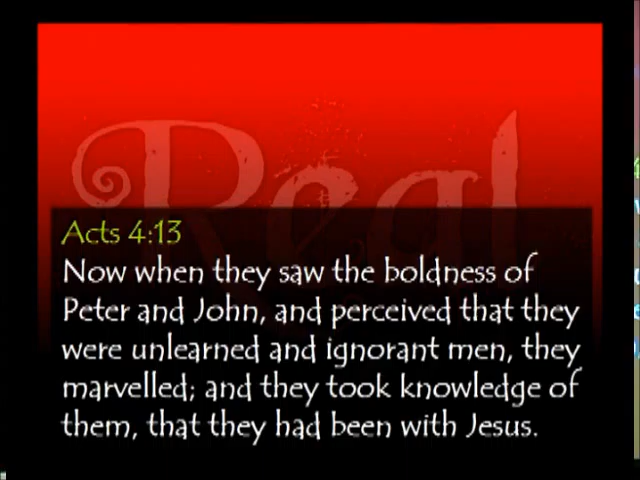 Real
Acts 4:13
Now when they saw the boldness of
Peter and John, and perceived that they
were unlearned and ignorant men, they
marvelled; and they took knowledge of
them, that they had been with Jesus.